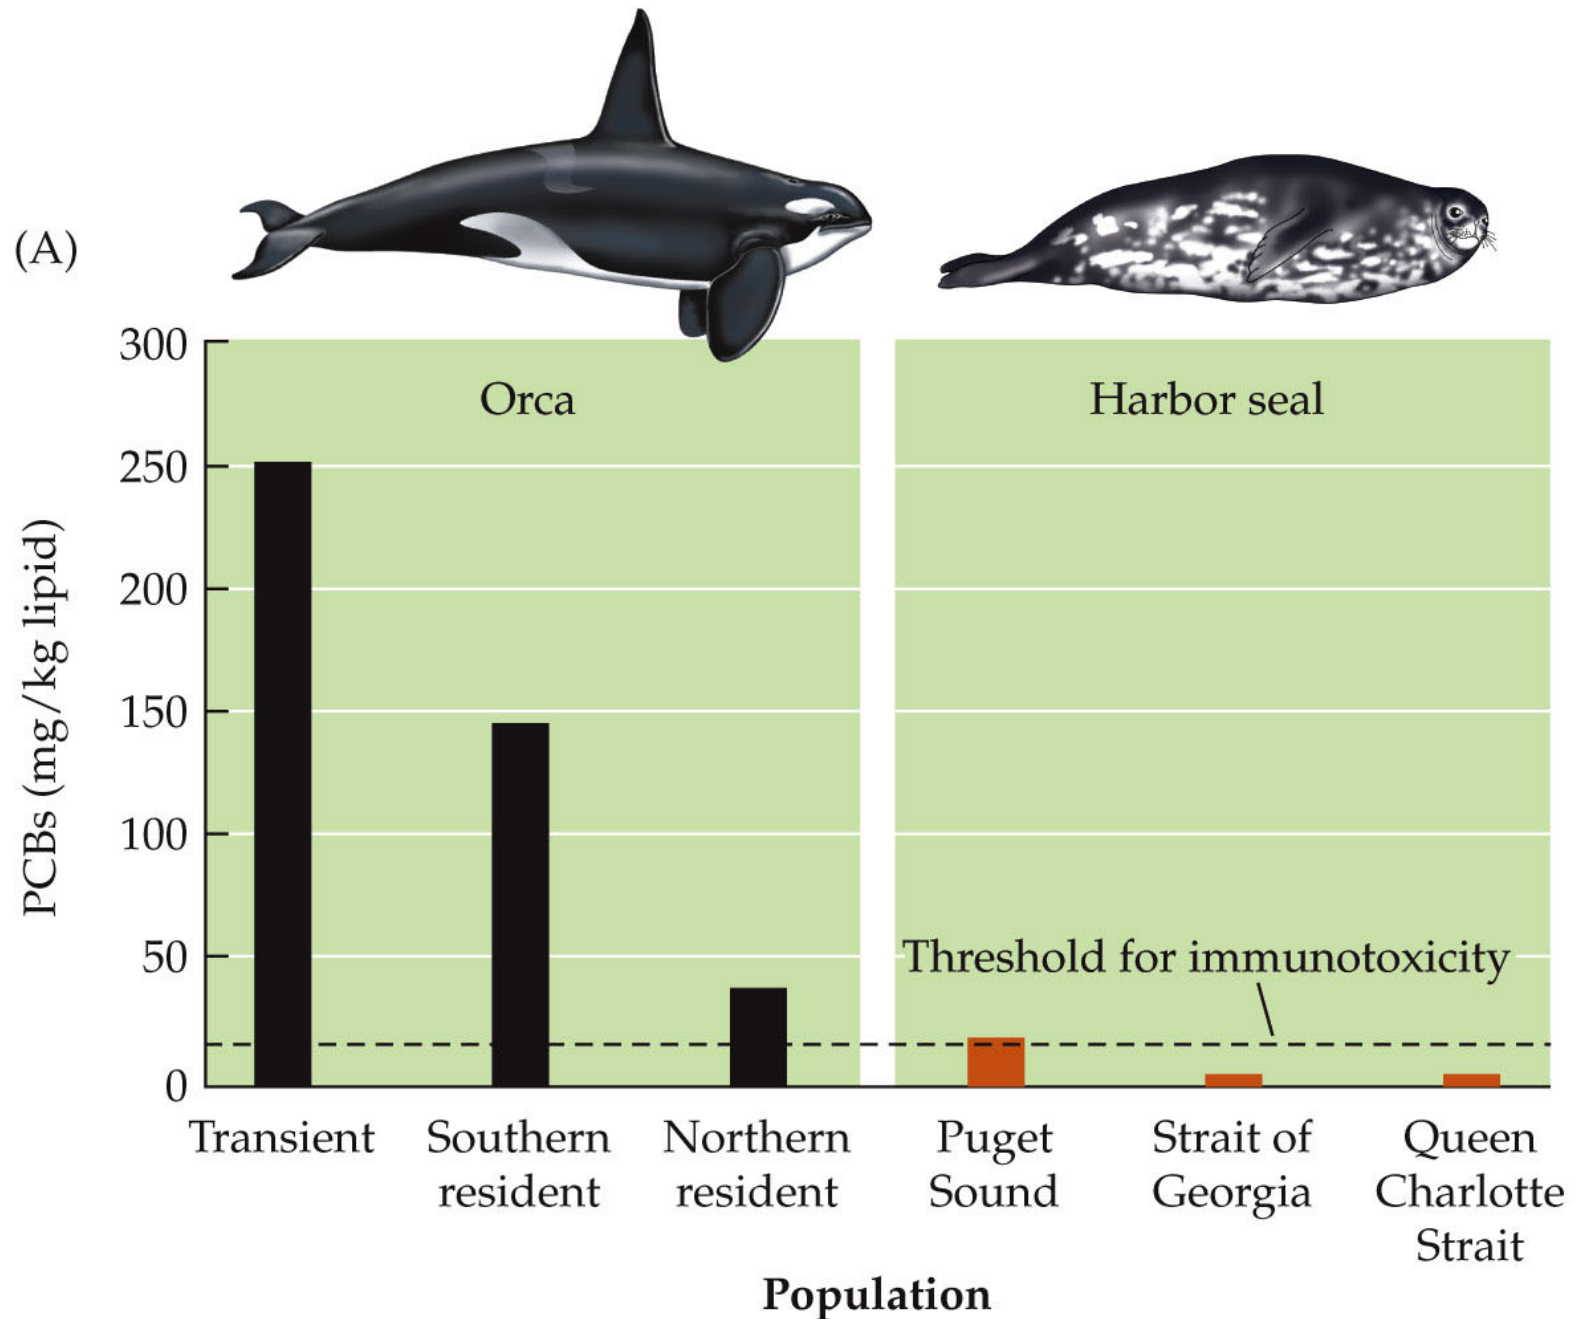 (A)
300
250
200
150
100
50
0
PCBs (mg/kg lipid)
Orca
Harbor seal
Threshold for immunotoxicity
Transient
Southern
resident
Northern
resident
Puget
Sound
Strait of
Georgia
Queen
Charlotte
Strait
Population